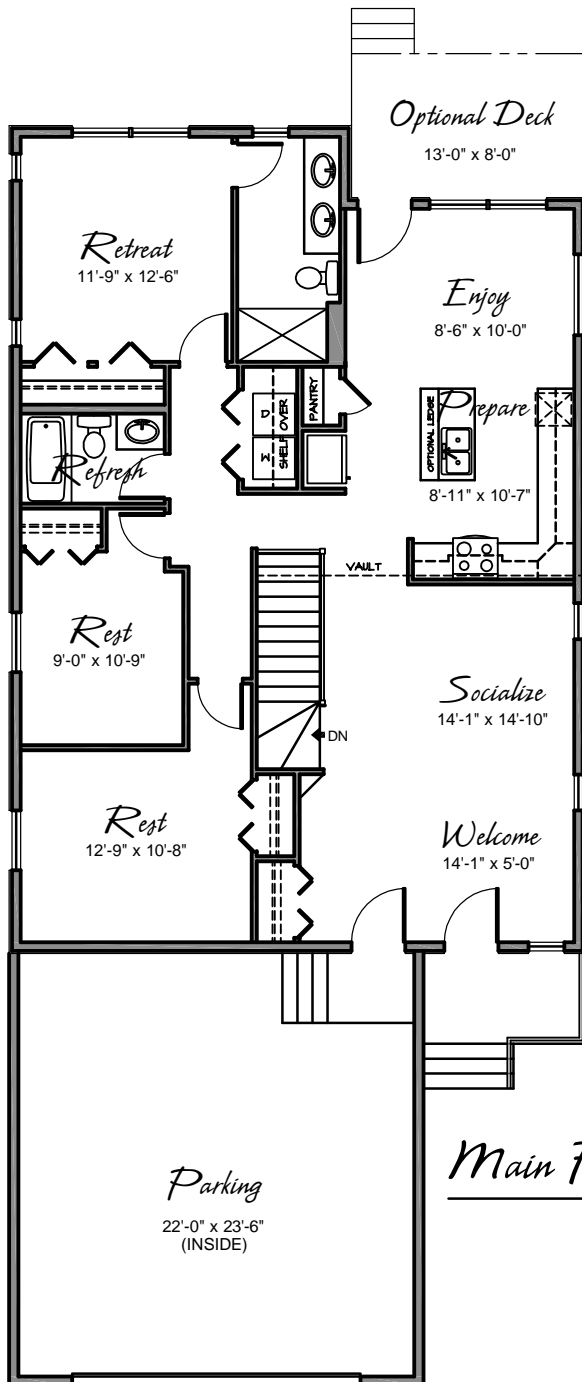 Optional Deck
13'-0" x 8'-0"
Retreat
11'-9" x 12'-6"
Enjoy
8'-6" x 10'-0"
PANTRY
D
W
SHELF OVER
OPTIONAL LEDGE
Prepare
8'-11" x 10'-7"
Refresh
VAULT
Rest
9'-0" x 10'-9"
Socialize
14'-1" x 14'-10"
DN
Rest
12'-9" x 10'-8"
Welcome
14'-1" x 5'-0"
Main
Parking
22'-0" x 23'-6"
(INSIDE)